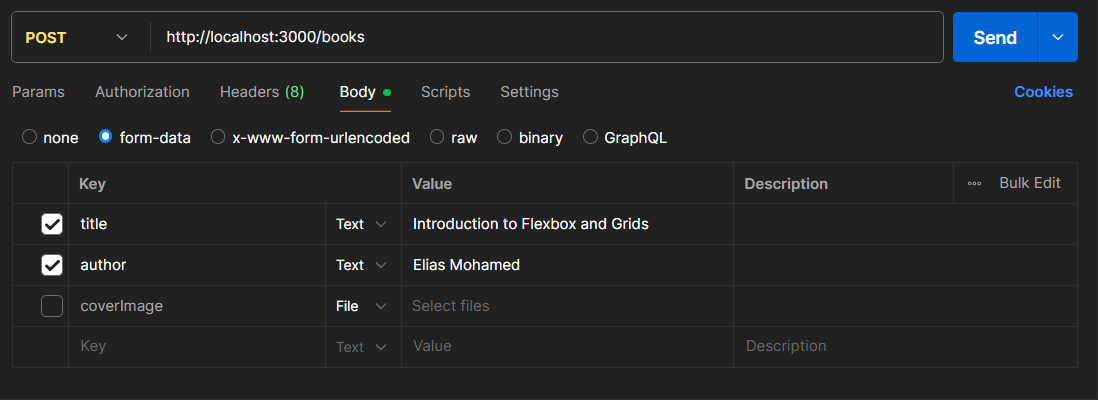 POST http://localhost:3000/books Send
Params Authorization Headers (8) Body Scripts Settings Cookies
none form-data x-www-form-urlencoded raw binary GraphQL
Key Value Description Bulk Edit
title Text Introduction to Flexbox and Grids
author Text Elias Mohamed
coverImage File Select files
Key Text Value Description